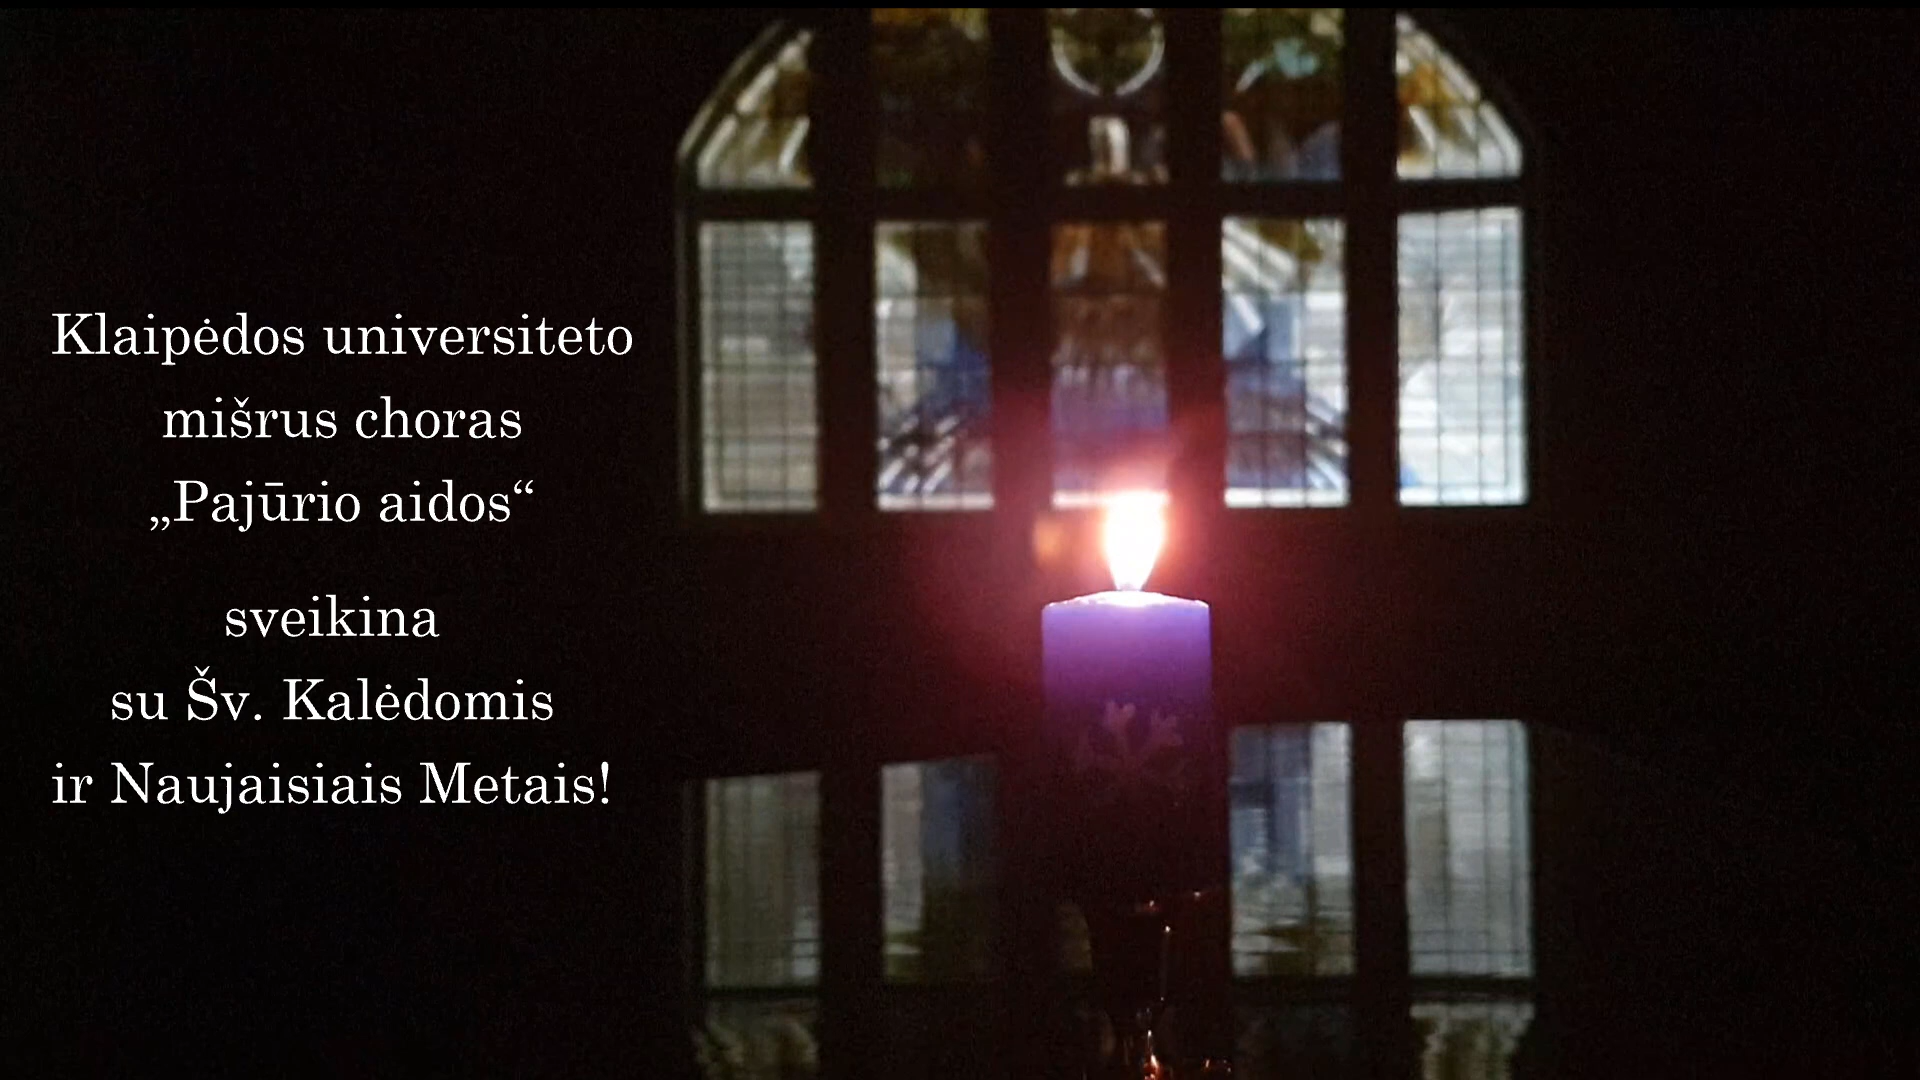 Klaipėdos universiteto
mišrus choras
„Pajūrio aidos“
sveikina
su Šv. Kalėdomis
ir Naujaisiais Metais!